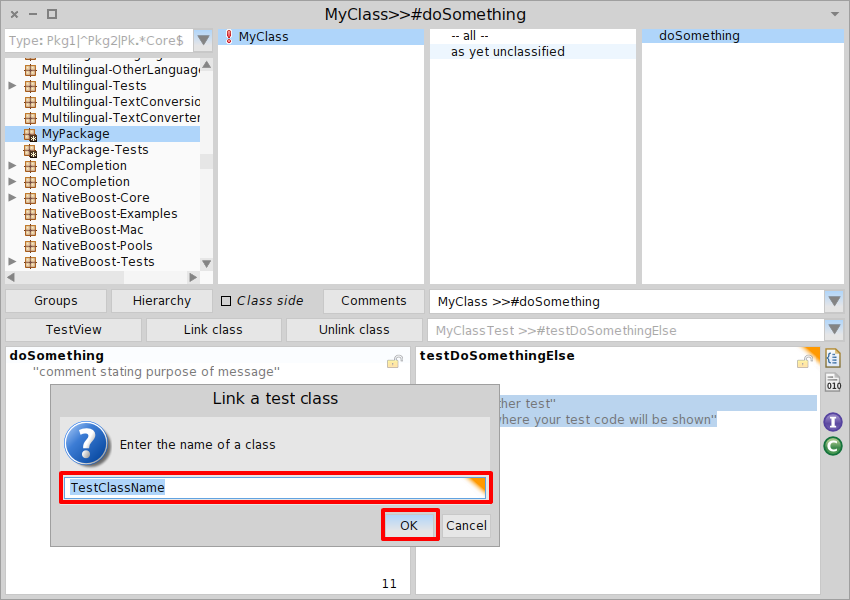 MyClass>>#doSomething
Type: Pkg1|^Pkg2|Pk.*Core$
Multilingual-OtherLanguage
Multilingual-Tests
Multilingual-TextConversio
Multilingual-TextConverter
MyPackage
MyPackage-Tests
NECompletion
NOCompletion
NativeBoost-Core
NativeBoost-Examples
NativeBoost-Mac
NativeBoost-Pools
NativeBoost-Tests
MyClass
-- all --
as yet unclassified
doSomething
Groups
Hierarchy
Class side
Comments
MyClass >>#doSomething
TestView
Link class
Unlink class
MyClassTest >>#testDoSomethingElse
doSomething
"comment stating purpose of message"
11
testDoSomethingElse
her test"
where your test code will be shown"
010
I
C
Link a test class
?
Enter the name of a class
TestClassName
OK
Cancel